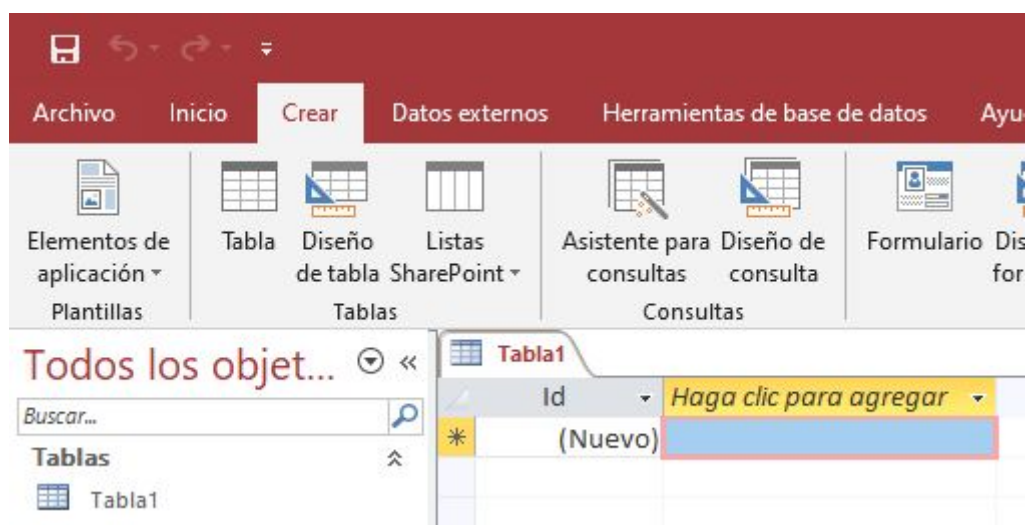 Archivo Inicio Crear Datos externos Herramientas de base de datos
Elementos de aplicación
Tabla
Diseño de tabla
Listas SharePoint
Asistente para consultas
Diseño de consulta
Formulario
Plantillas
Tablas
Consultas
Todos los objet...
Buscar...
Tablas
Tabla1
Tabla1
Id Haga clic para agregar
(Nuevo)